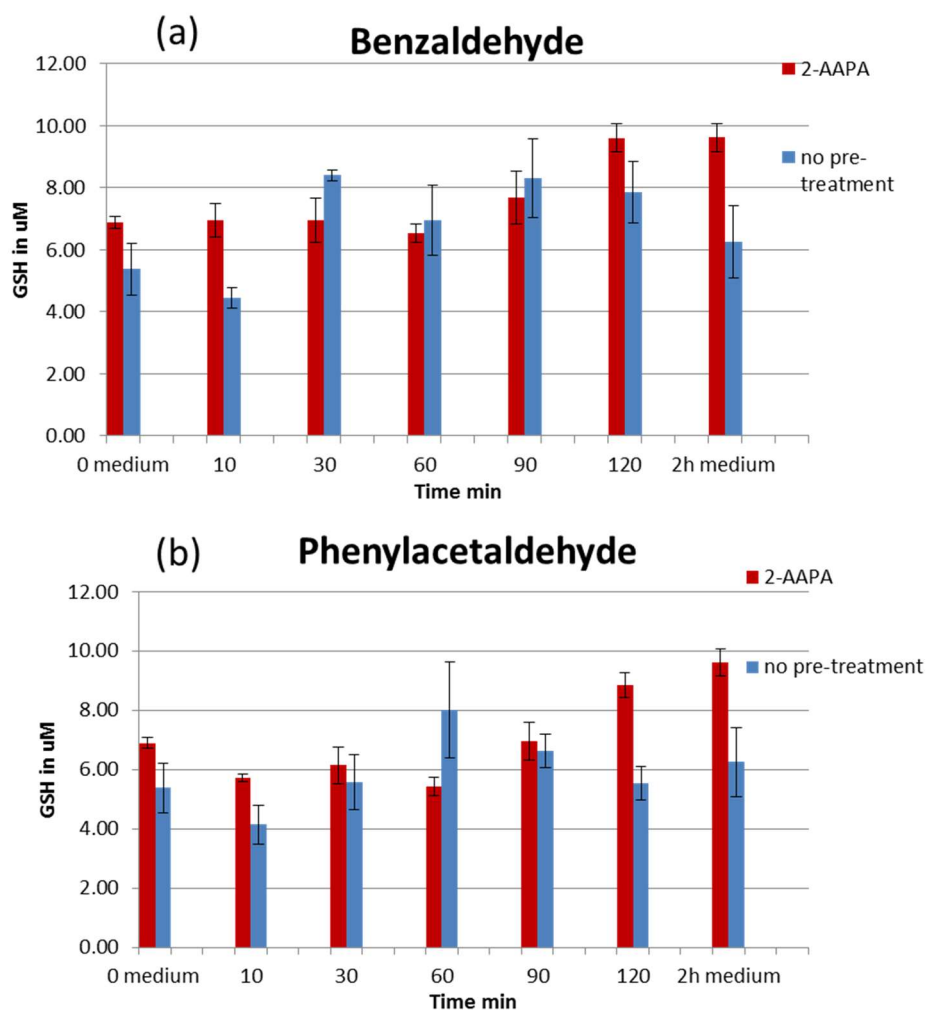 (a)
Benzaldehyde
12.00
10.00
8.00
6.00
4.00
2.00
0.00
GSH in uM
2-AAPA
no pre-
treatment
0 medium 10 30 60 90 120 2h medium
Time min
(b)
Phenylacetaldehyde
12.00
10.00
8.00
6.00
4.00
2.00
0.00
GSH in uM
2-AAPA
no pre-treatment
0 medium 10 30 60 90 120 2h medium
Time min